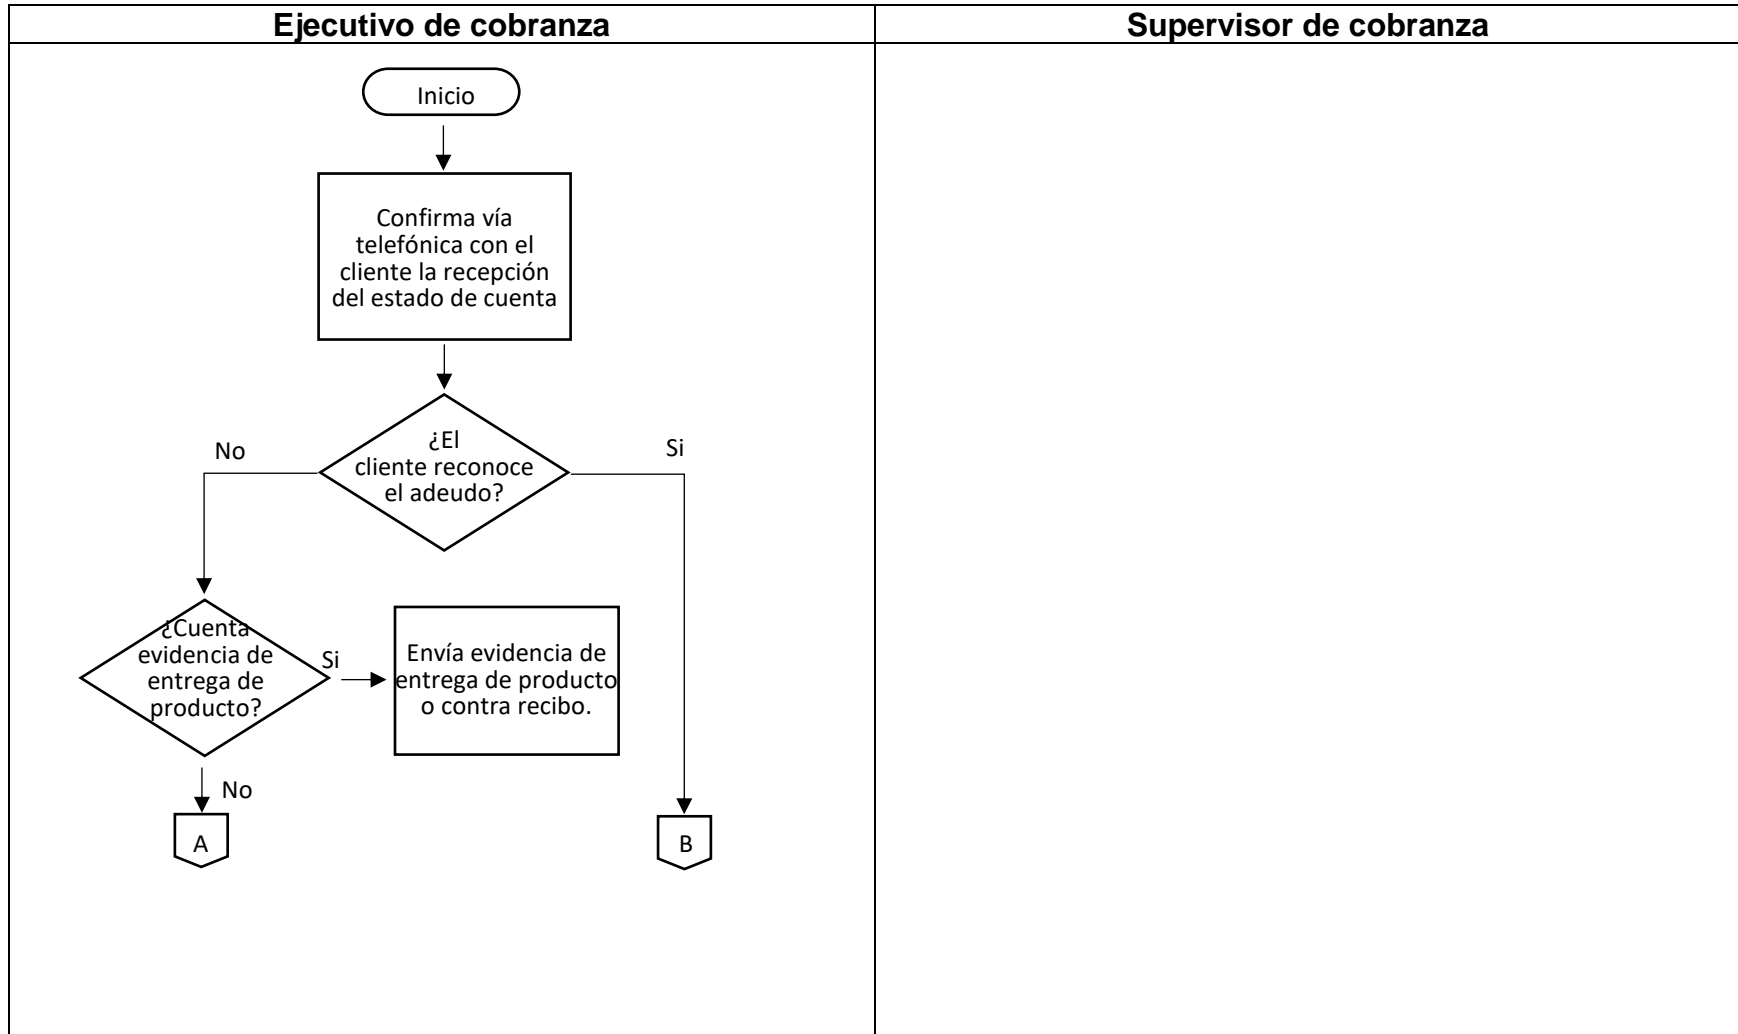 Ejecutivo de cobranza
Supervisor de cobranza
Inicio
Confirma vía
telefónica con el
cliente la recepción
del estado de cuenta
¿El
cliente reconoce
el adeudo?
No
Si
¿Cuenta
evidencia de
entrega de
producto?
Si
Envía evidencia de
entrega de producto
o contra recibo.
No
A
B